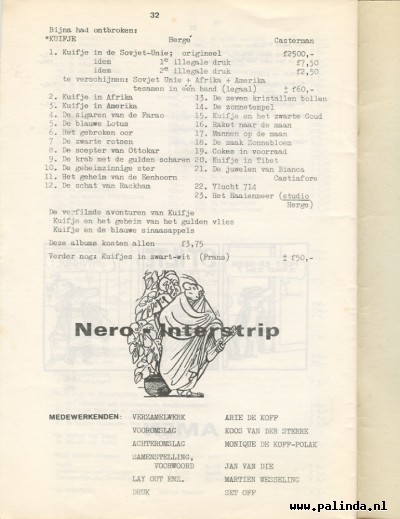 32
Bijna had ontbroken:
*KUIFJE Hergé Casterman
1. Kuifje in de Sovjet-Unie; origineel f2500,-
idem 1e illegale druk f7,50
idem 2e illegale druk f2,50
te verschijnen: Sovjet Unie + Afrika + Amerika
tesamen in één band (legaal) ± f60,-
2. Kuifje in Afrika 13. De zeven kristallen bollen
3. Kuifje in Amerika 14. De zonnetempel
4. De sigaren van de Farao 15. Kuifje en het zwarte Goud
5. De blauwe Lotus 16. Raket naar de maan
6. Het gebroken oor 17. Mannen op de maan
7. De zwarte rotsen 18. De zaak Zonnebloem
8. De scepter van Ottokar 19. Cokes in voorraad
9. De krab met de gulden scharen 20. Kuifje in Tibet
10. De geheimzinnige ster 21. De juwelen van Bianca
11. Het geheim van de Eenhoorn Castiafore
12. De schat van Rackham 22. Vlucht 714
23. Het Haaienmeer (studio
Hergé)
De verfilmde avonturen van Kuifje
Kuifje en het geheim van het gulden vlies
Kuifje en de blauwe sinaasappels
Deze albums kosten allen f3,75
Verder nog: Kuifjes in zwart-wit (Frans) ± f50,-
Nero - Interstrip
MEDEWERKENDEN: VERZAMELWERK ARIE DE KOFF
VOOROMSLAG KOOS VAN DER STERRE
ACHTEROMSLAG MONIQUE DE KOFF-POLAK
SAMENSTELLING,
VOORWOORD JAN VAN DIE
LAY OUT ENZ. MARTIEN WESSELING
DRUK SET OFF
www.palinda.nl